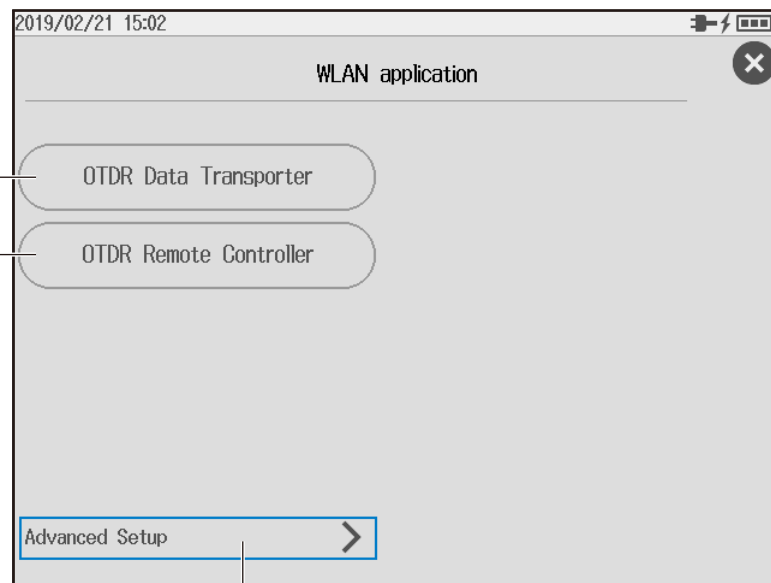 2019/02/21 15:02
WLAN application
OTDR Data Transporter
OTDR Remote Controller
Advanced Setup